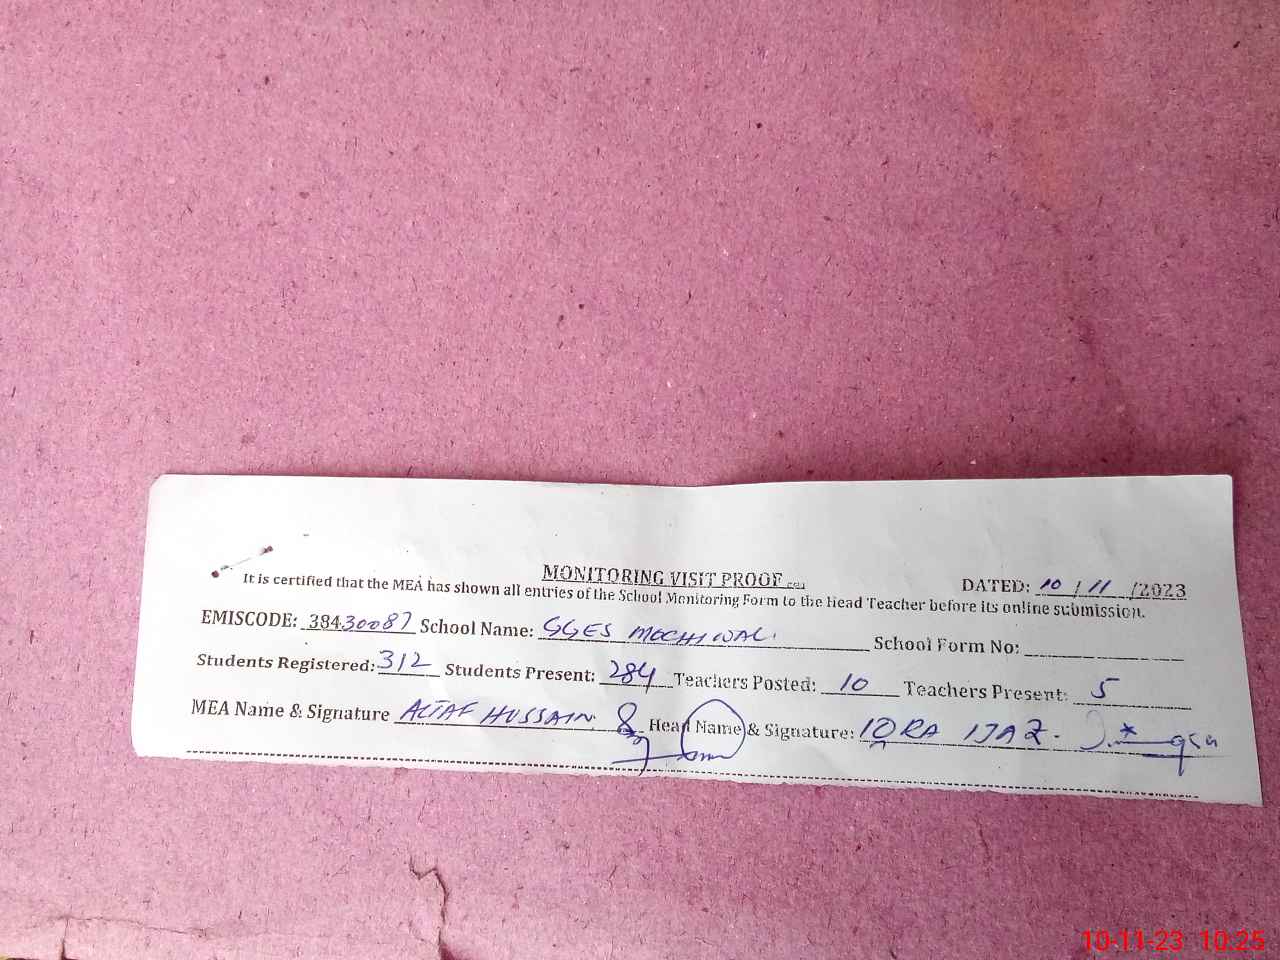 MONITORING VISIT PROOF
DATED: 10 / 11 /2023
It is certified that the MEA has shown all entries of the School Monitoring Form to the Head Teacher before its online submission.
EMISCODE: 38430087 School Name: GGES MOCHIWALI School Form No:
Students Registered: 312 Students Present: 284 Teachers Posted: 10 Teachers Present: 5
MEA Name & Signature ALTAF HUSSAIN Head Name & Signature: IQRA IJAZ.
10-11-23 10:25